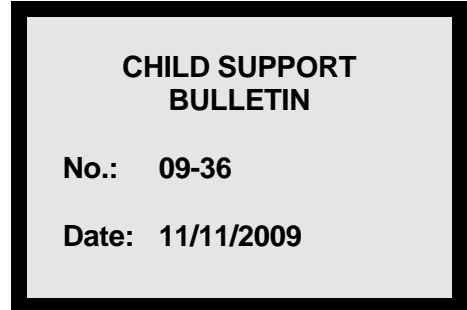 CHILD SUPPORT
BULLETIN
No.: 09-36
Date: 11/11/2009